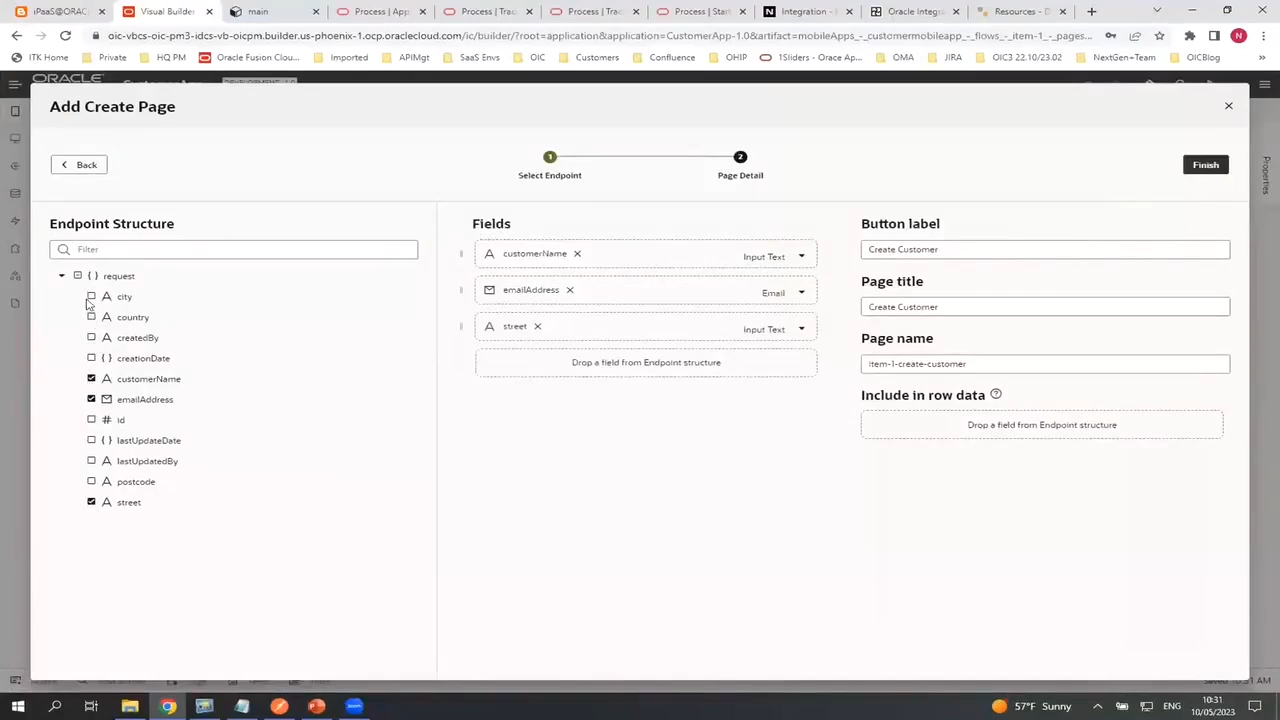 iPaaS@ORAC
Visual Builder
main
Process | App
Process | Trac
Process | Trac
Process | Start
Integration -
Oracle Integra
Resources - D
oic-vbcs-oic-pm3-idcs-vb-oicpm.builder.us-phoenix-1.ocp.oraclecloud.com/ic/builder/?root=application&application=CustomerApp-1.0&artifact=mobileApps_-_customermobileapp_-_flows_-_item-1_-_pages...
N
ITK Home
Private
HQ PM
Oracle Fusion Cloud...
Imported
APIMgt
SaaS Envs
OIC
Customers
Confluence
OHIP
1Sliders - Orace Ap...
OMA
JIRA
OIC3 22.10/23.02
NextGen+Team
OICBlog
»
ORACLE
Add Create Page
Back
1
2
Select Endpoint
Page Detail
Finish
Properties
Endpoint Structure
Filter
{ } request
A city
A country
A createdBy
{ } creationDate
A customerName
emailAddress
# id
{ } lastUpdateDate
A lastUpdatedBy
A postcode
A street
Fields
A customerName
Input Text
emailAddress
Email
A street
Input Text
Drop a field from Endpoint structure
Button label
Create Customer
Page title
Create Customer
Page name
item-1-create-customer
Include in row data
Drop a field from Endpoint structure
57°F Sunny
ENG
10:31
10/05/2023